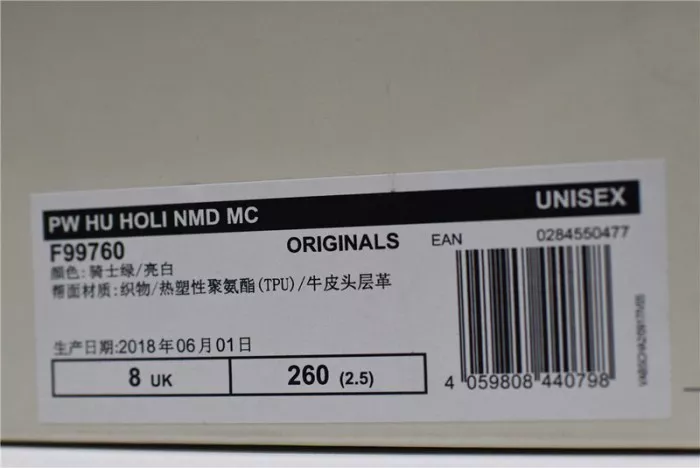 PW HU HOLI NMD MC UNISEX
F99760 ORIGINALS EAN 0284550477
颜色:骑士绿/亮白
帮面材质:织物/热塑性聚氨酯(TPU)/牛皮头层革
生产日期:2018年06月01日
8 UK 260 (2.5)
4 059808 440798